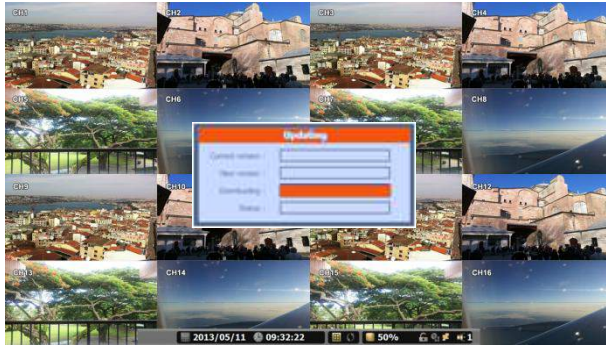 CH1 CH2 CH3 CH4
CH5 CH6 CH7 CH8
Updating
Current version :
New version :
Downloading :
Status :
CH9 CH10 CH12
CH13 CH14 CH15 CH16
2013/05/11 09:32:22 50% 1